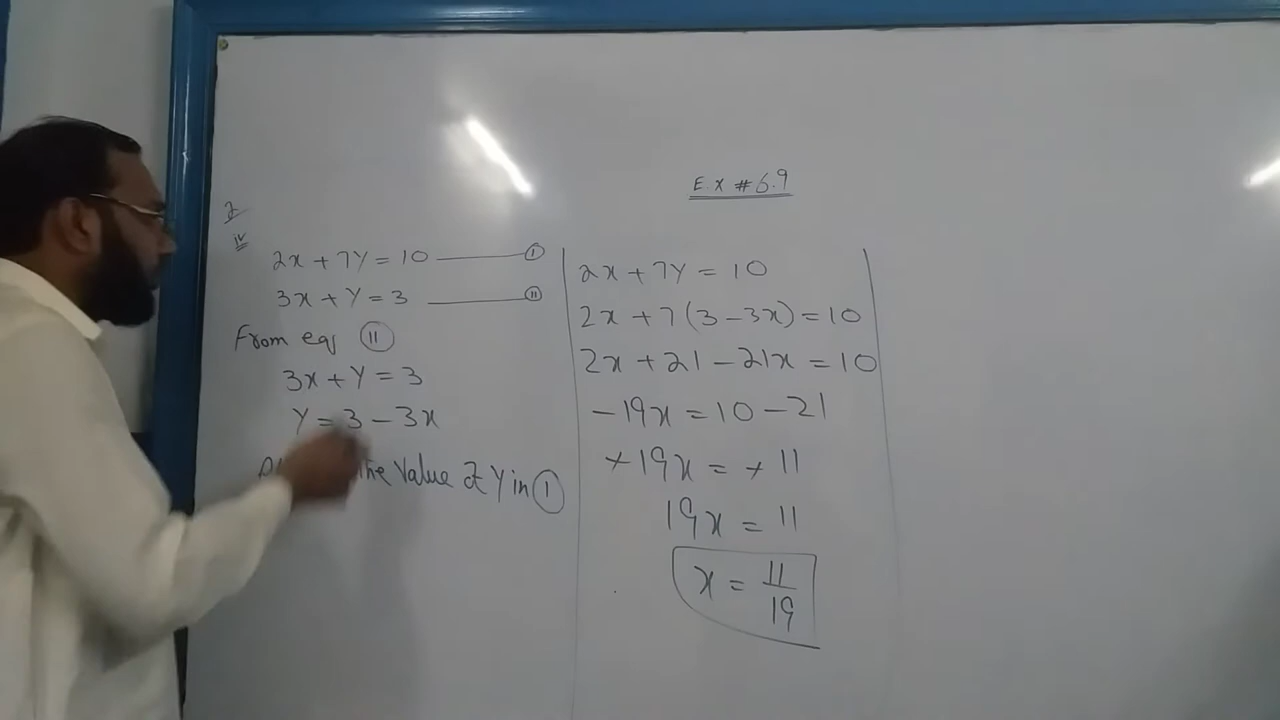 E.X # 6.9
2
iv
2x + 7y = 10 ——— (I)
3x + y = 3 ——— (II)
From eq (II)
3x + y = 3
y = 3 - 3x
the value of y in (I)
2x + 7y = 10
2x + 7(3 - 3x) = 10
2x + 21 - 21x = 10
-19x = 10 - 21
+19x = +11
19x = 11
x = 11/19